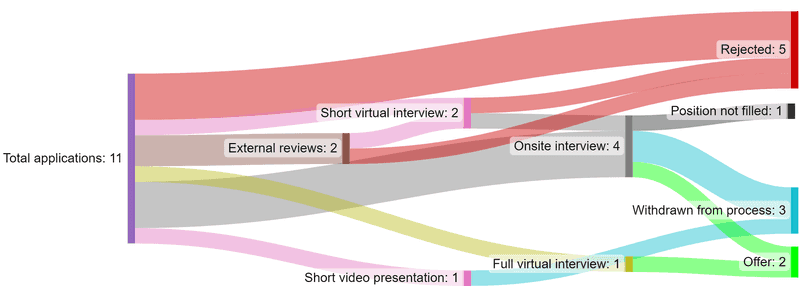 Rejected: 5
Short virtual interview: 2
Position not filled: 1
External reviews: 2
Onsite interview: 4
Total applications: 11
Withdrawn from process: 3
Full virtual interview: 1
Offer: 2
Short video presentation: 1